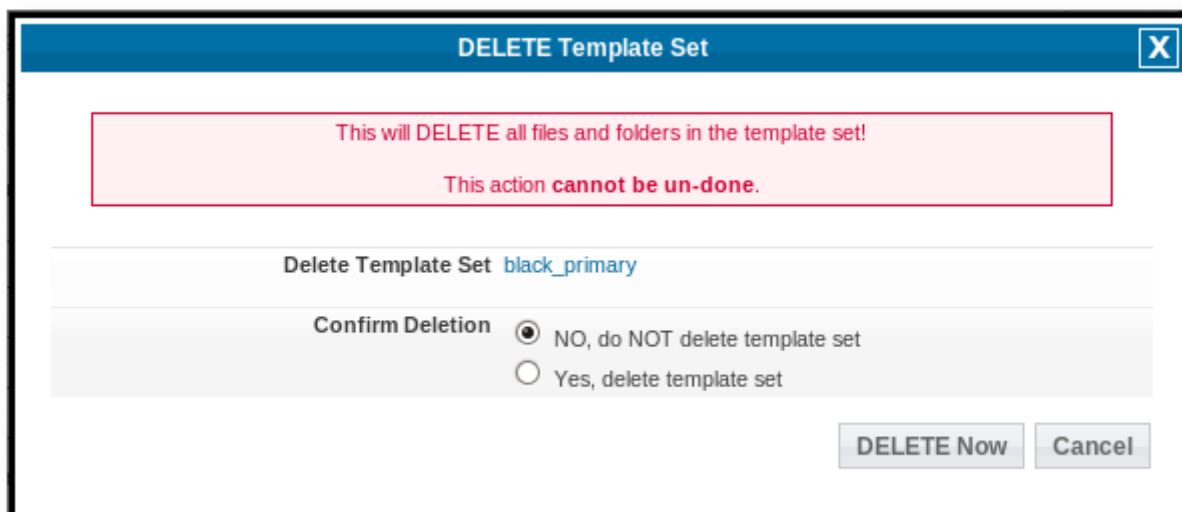 DELETE Template Set X
This will DELETE all files and folders in the template set!
This action cannot be un-done.
Delete Template Set black_primary
Confirm Deletion NO, do NOT delete template set
Yes, delete template set
DELETE Now Cancel